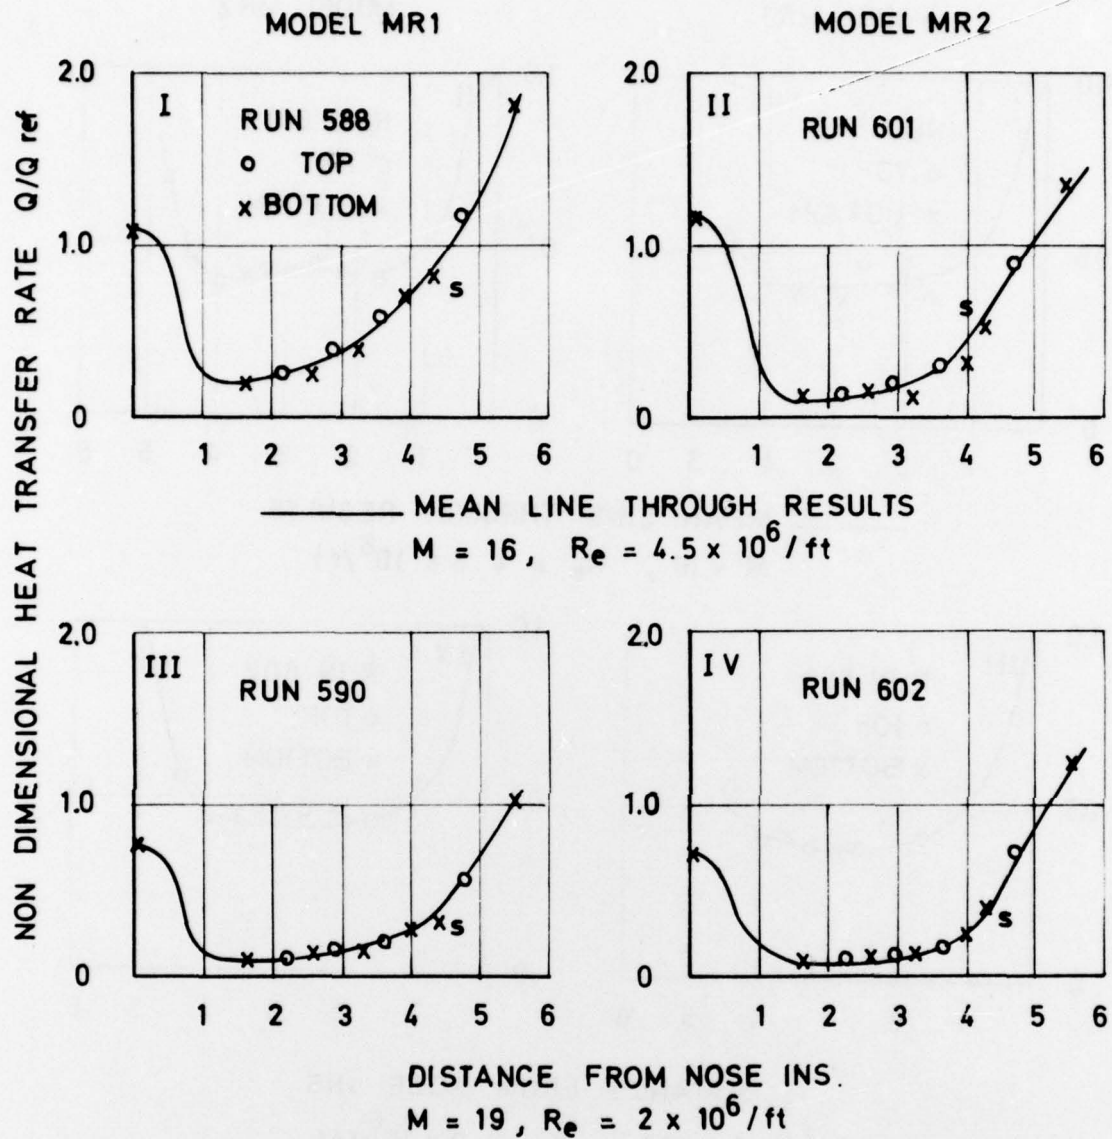 MODEL MR1
MODEL MR2
NON DIMENSIONAL HEAT TRANSFER RATE Q/Q ref
2.0
1.0
0
I
RUN 588
o TOP
x BOTTOM
s
1 2 3 4 5 6
2.0
1.0
0
II
RUN 601
s
1 2 3 4 5 6
MEAN LINE THROUGH RESULTS
M = 16, Re = 4.5 x 10^6/ft
2.0
1.0
0
III
RUN 590
s
1 2 3 4 5 6
2.0
1.0
0
IV
RUN 602
s
1 2 3 4 5 6
DISTANCE FROM NOSE INS.
M = 19, Re = 2 x 10^6/ft